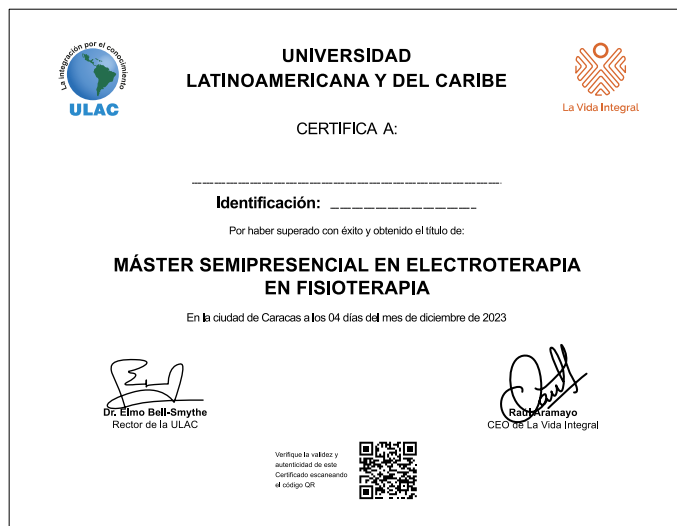 La integración por el conocimiento
ULAC
UNIVERSIDAD
LATINOAMERICANA Y DEL CARIBE
La Vida Integral
CERTIFICA A:
Identificación:
Por haber superado con éxito y obtenido el título de:
MÁSTER SEMIPRESENCIAL EN ELECTROTERAPIA
EN FISIOTERAPIA
En la ciudad de Caracas a los 04 días del mes de diciembre de 2023
Dr. Elmo Bell-Smythe
Rector de la ULAC
Raúl Aramayo
CEO de La Vida Integral
Verifique la validez y
autenticidad de este
Certificado escaneando
el código QR